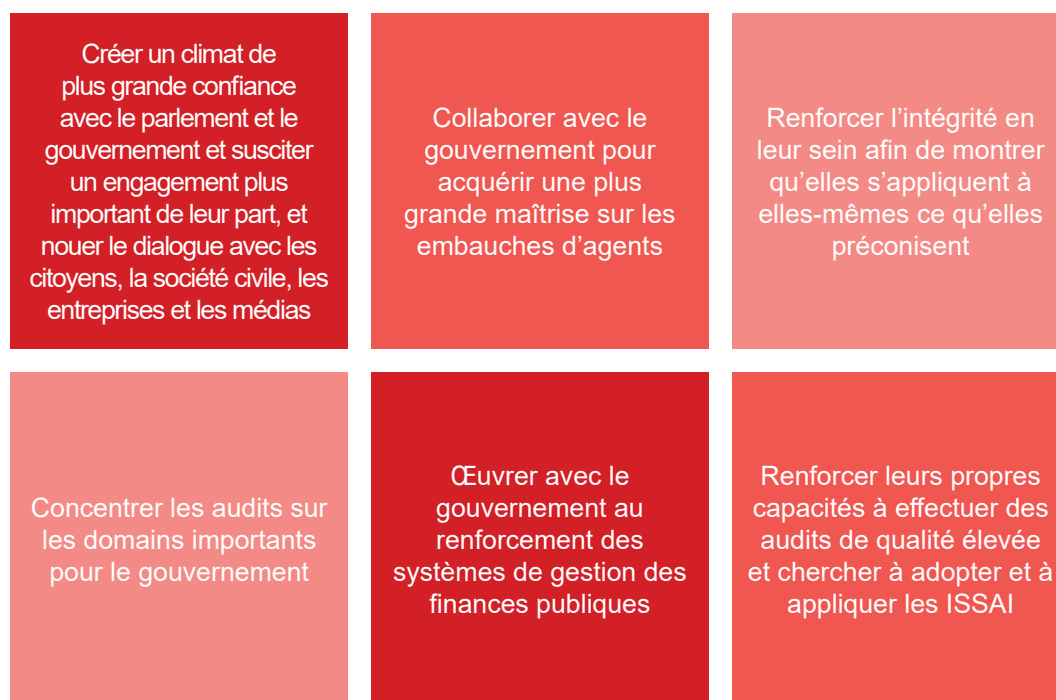 Créer un climat de
plus grande confiance
avec le parlement et le
gouvernement et susciter
un engagement plus
important de leur part, et
nouer le dialogue avec les
citoyens, la société civile, les
entreprises et les médias
Collaborer avec le
gouvernement pour
acquérir une plus
grande maîtrise sur les
embauches d’agents
Renforcer l’intégrité en
leur sein afin de montrer
qu’elles s’appliquent à
elles-mêmes ce qu’elles
préconisent
Concentrer les audits sur
les domains importants
pour le gouvernement
Œuvrer avec le
gouvernement au
renforcement des
systèmes de gestion des
finances publiques
Renforcer leurs propres
capacités à effectuer des
audits de qualité élevée
et chercher à adopter et à
appliquer les ISSAI